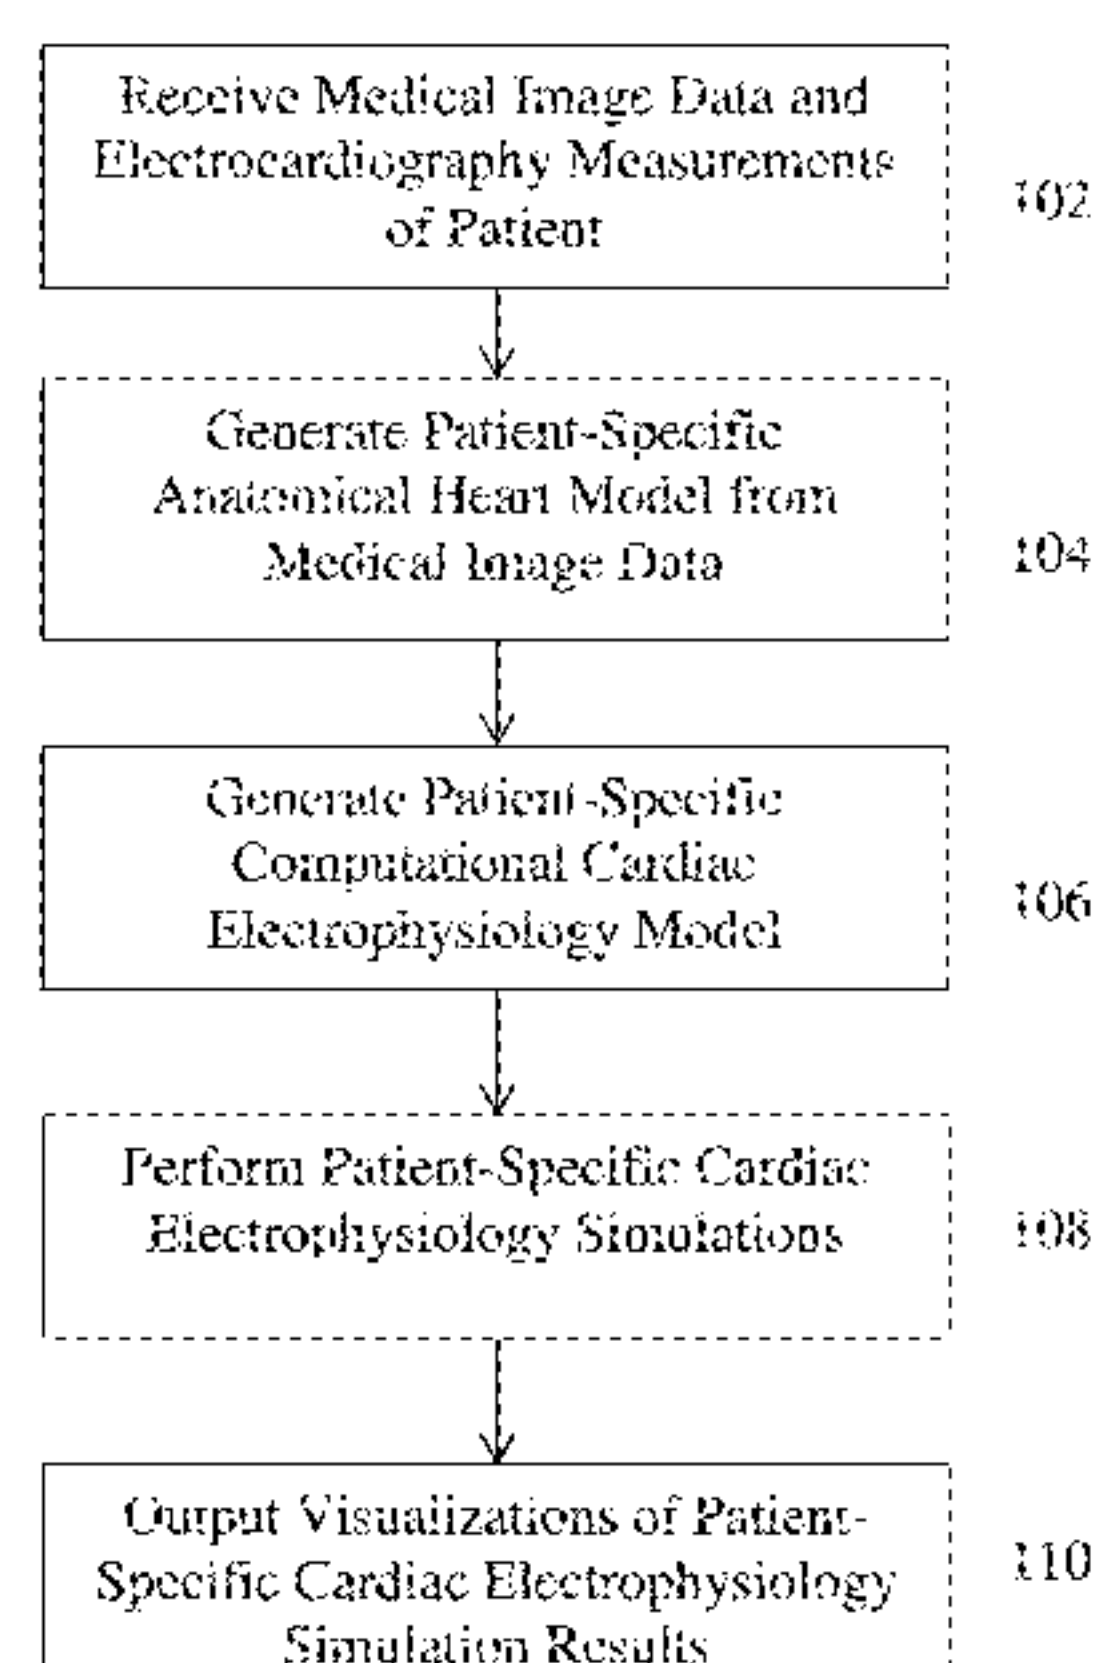 Receive Medical Image Data and
Electrocardiography Measurements
of Patient
102
Generate Patient-Specific
Anatomical Heart Model from
Medical Image Data
104
Generate Patient-Specific
Computational Cardiac
Electrophysiology Model
106
Perform Patient-Specific Cardiac
Electrophysiology Simulations
108
Output Visualizations of Patient-
Specific Cardiac Electrophysiology
Simulation Results
110